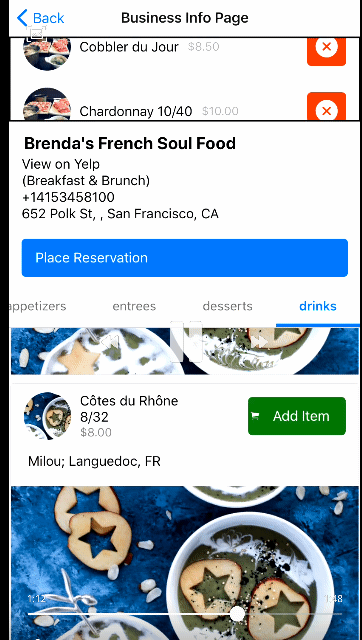 Back
Business Info Page
Cobbler du Jour $8.50
Chardonnay 10/40 $10.00
Brenda's French Soul Food
View on Yelp
(Breakfast & Brunch)
+14153458100
652 Polk St, , San Francisco, CA
Place Reservation
appetizers entrees desserts drinks
Côtes du Rhône
8/32
$8.00
Add Item
Milou; Languedoc, FR
1:12 1:48